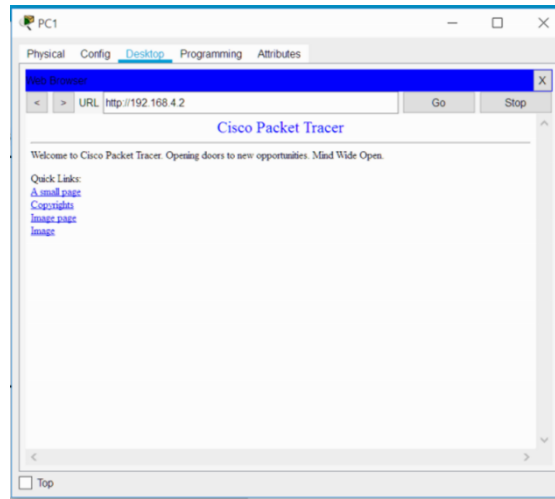 PC1
Physical Config Desktop Programming Attributes
Web Browser X
< > URL http://192.168.4.2 Go Stop
Cisco Packet Tracer
Welcome to Cisco Packet Tracer. Opening doors to new opportunities. Mind Wide Open.
Quick Links:
A small page
Copyrights
Image page
Image
Top